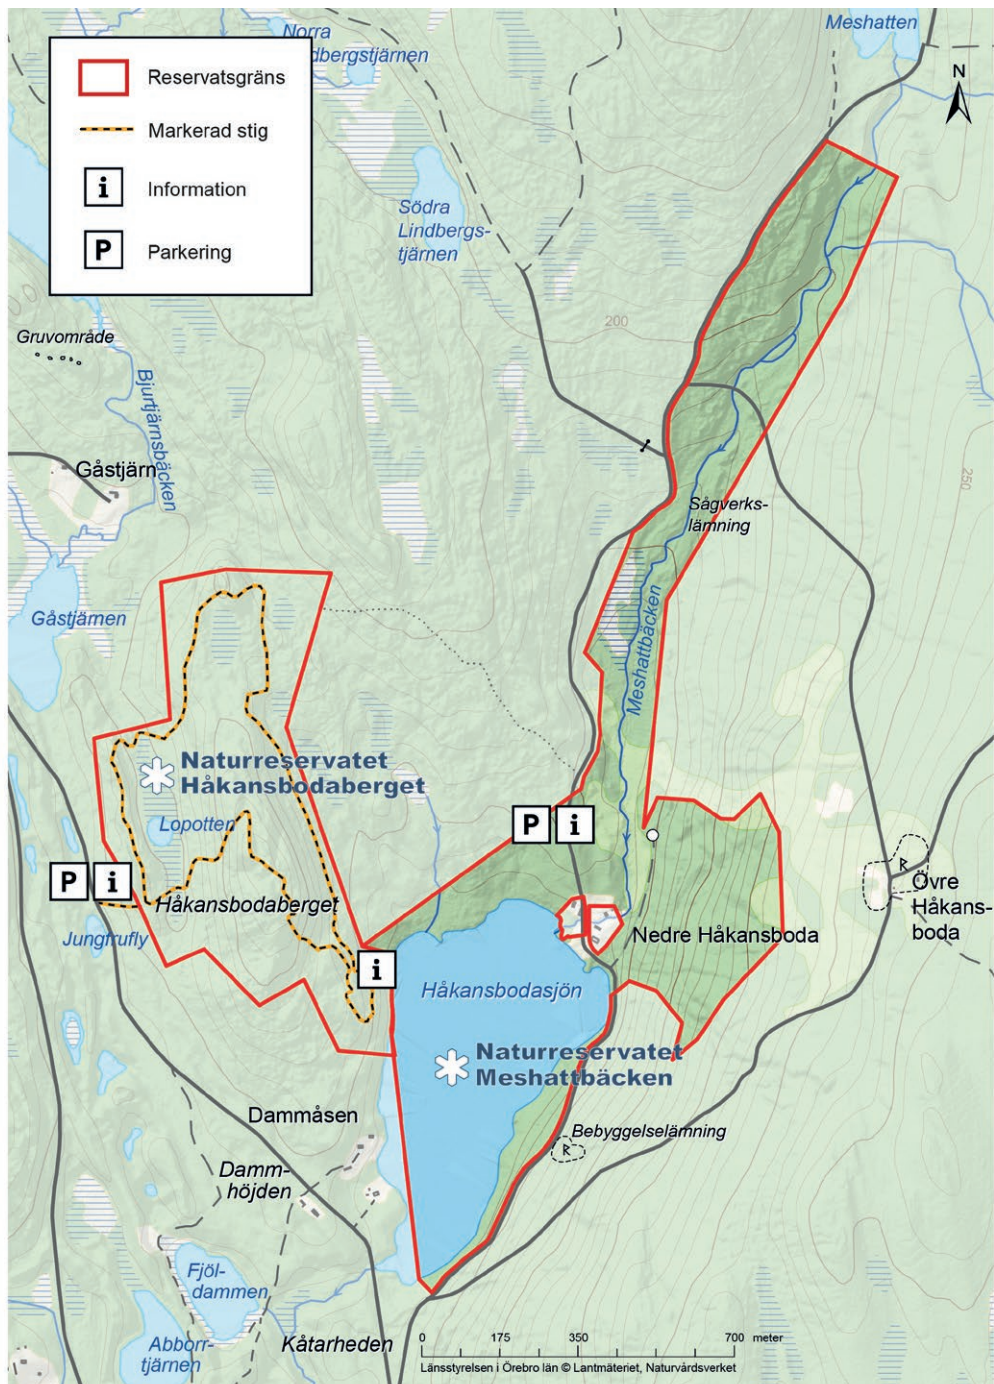 Reservatsgräns
Markerad stig
i Information
P Parkering
Norra
dbergstjärnen
Meshatten
N
Södra
Lindbergs-
tjärnen
200
Gruvområde
Bjurtjärnsbäcken
Gåstjärn
250
Sågverks-
lämning
Gåstjärnen
Meshattbäcken
Naturreservatet
Håkansbodaberget
Lopotten
P i
P i
Håkansbodaberget
R
Övre
Håkans-
boda
Jungfrufly
Nedre Håkansboda
i
Håkansbodasjön
Naturreservatet
Meshattbäcken
Dammåsen
Bebyggelselämning
R
Damm-
höjden
Fjöl-
dammen
Abborr-
tjärnen
Kåtarheden
0 175 350 700 meter
Länsstyrelsen i Örebro län © Lantmäteriet, Naturvårdsverket